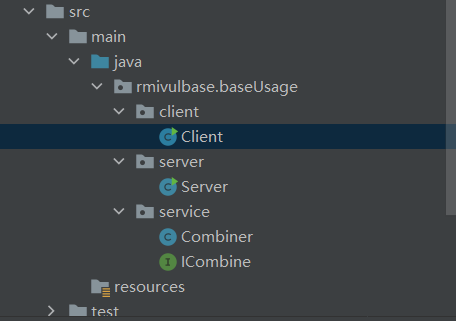 src
main
java
rmivulbase.baseUsage
client
Client
server
Server
service
Combiner
ICombine
resources
test